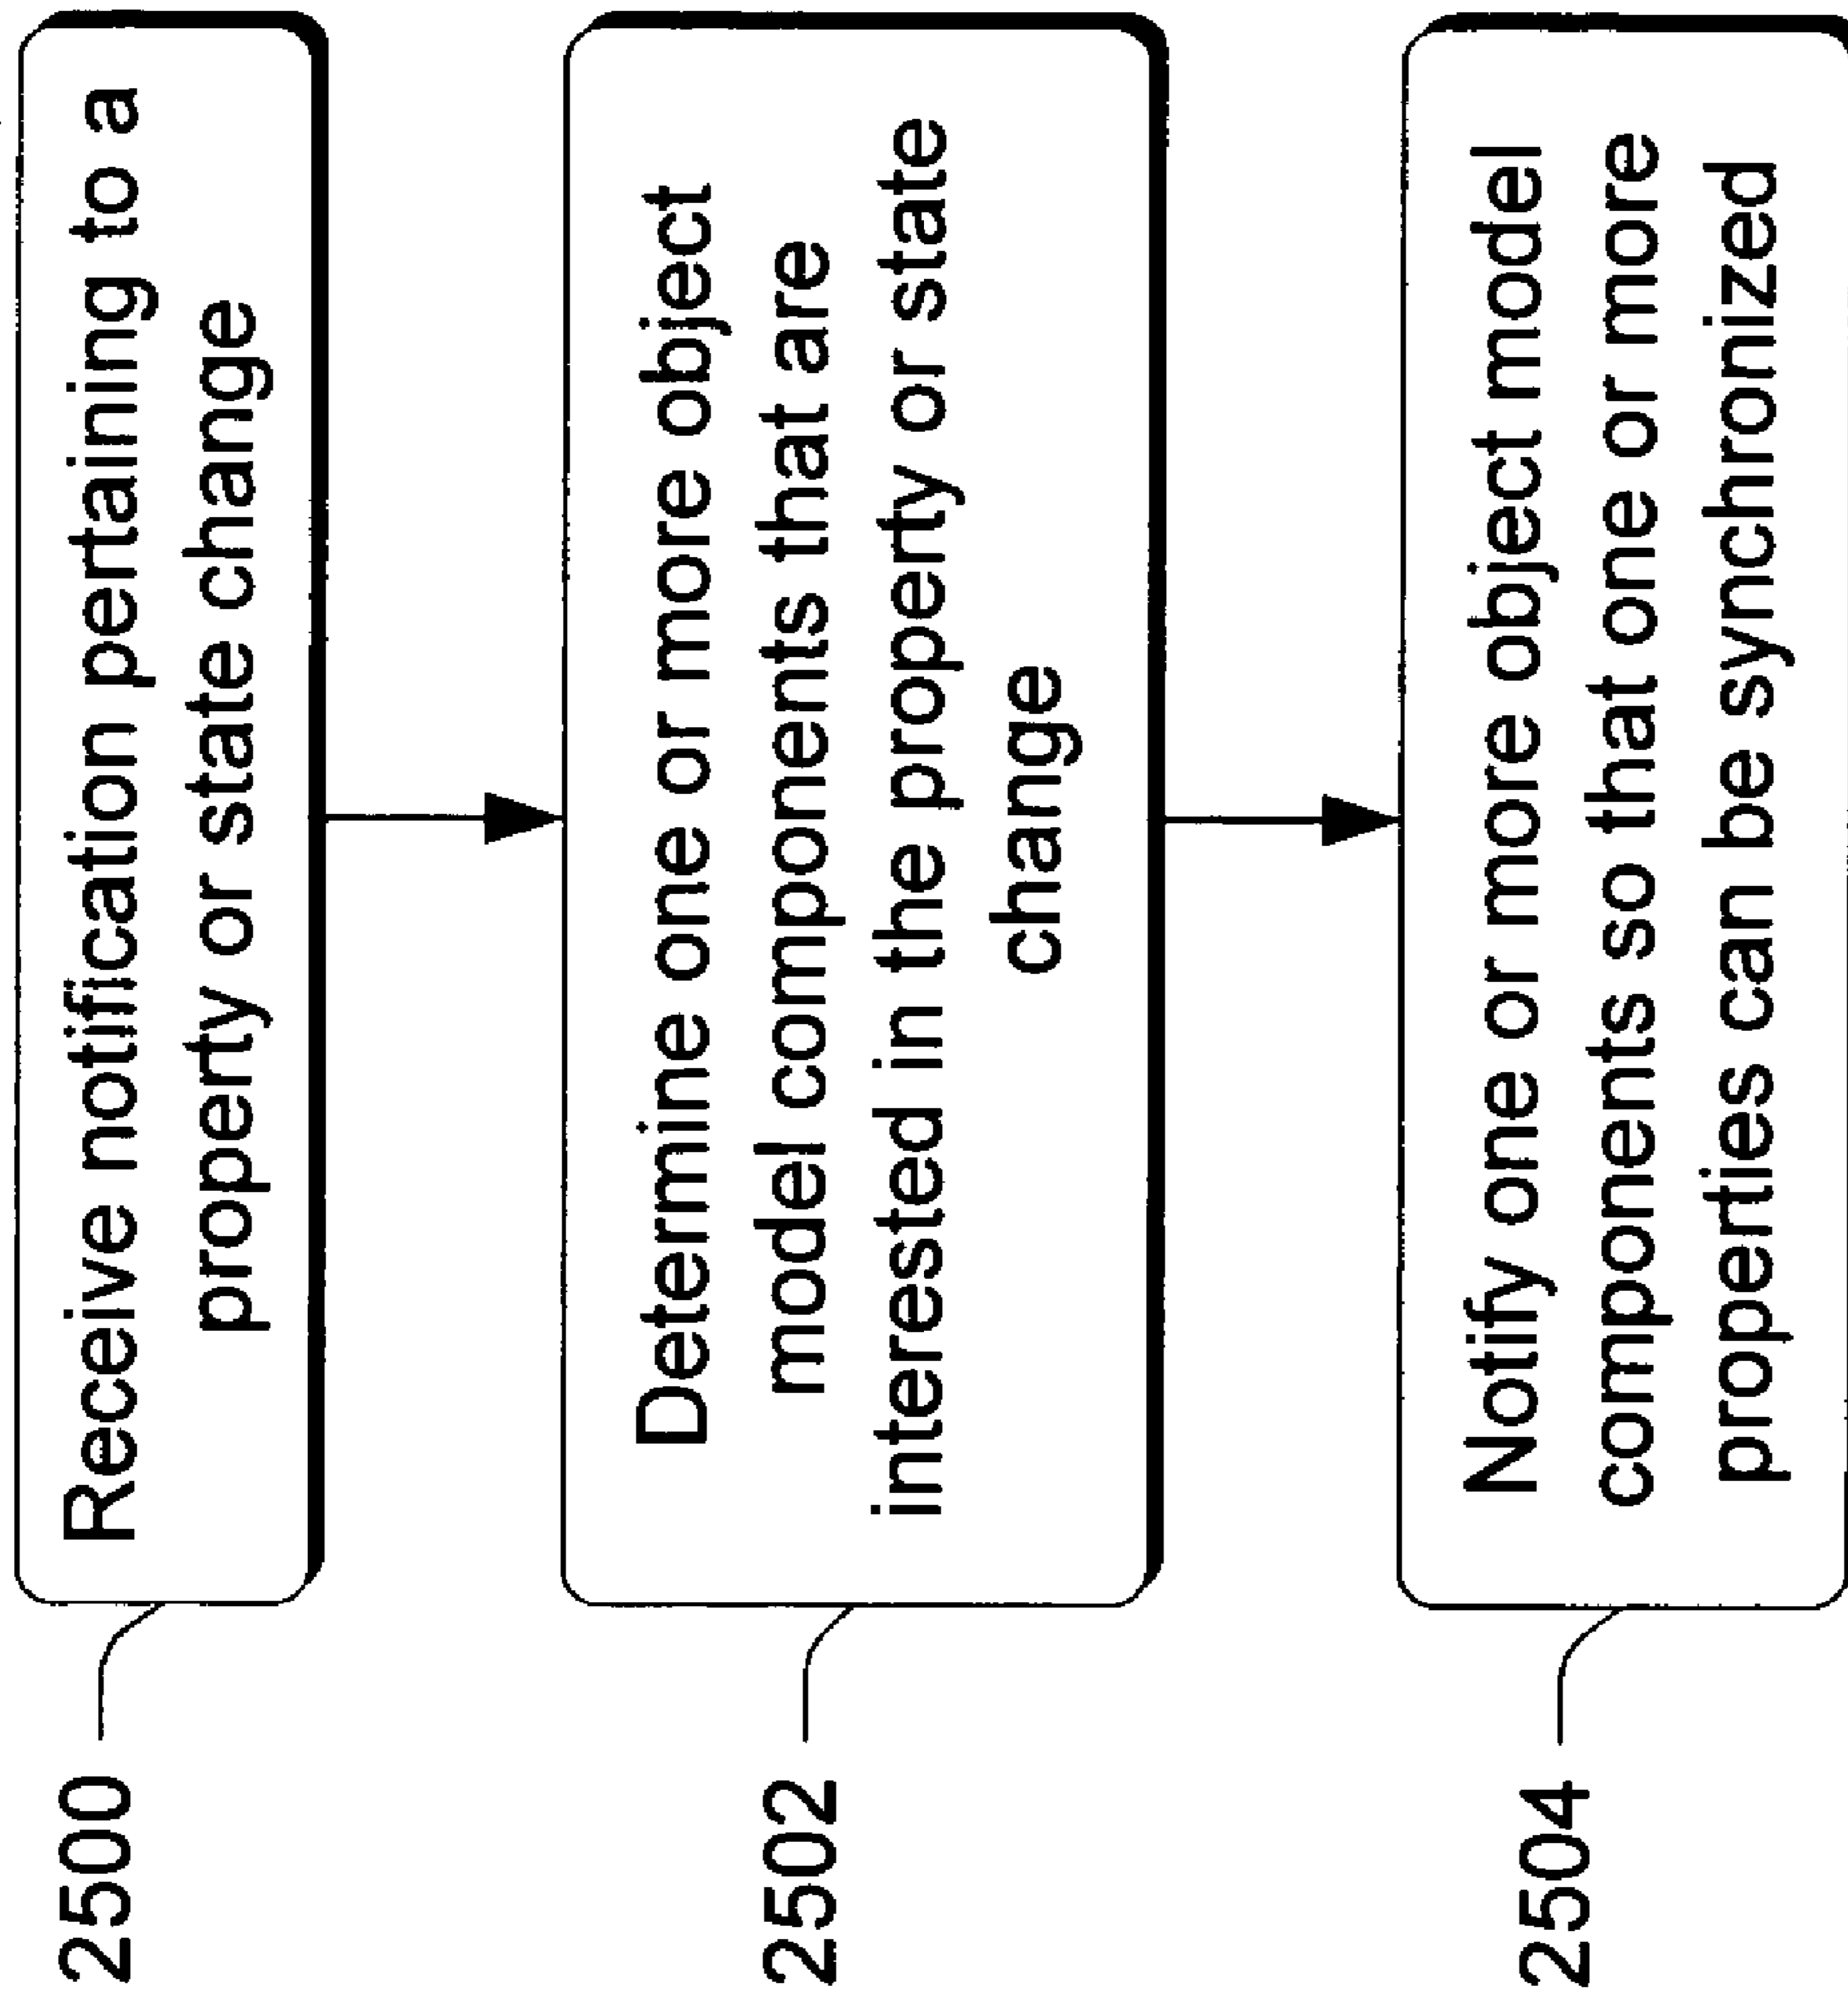 2500
Receive notification pertaining to a
property or state change
2502
Determine one or more object
model components that are
interested in the property or state
change
2504
Notify one or more object model
components so that one or more
properties can be synchronized